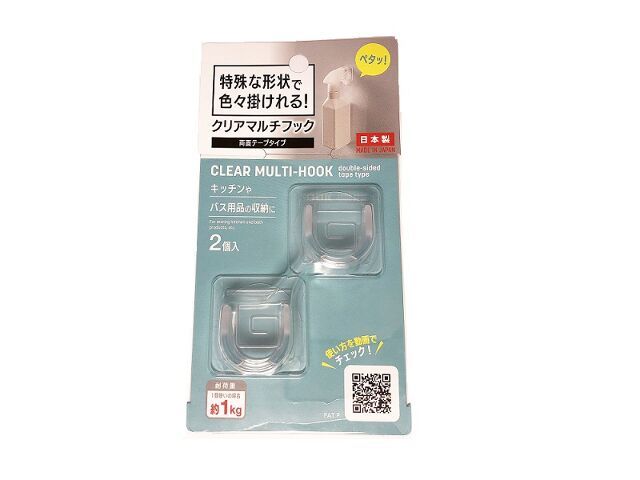 ペタッ!
特殊な形状で
色々掛けれる!
クリアマルチフック
両面テープタイプ
日本製
MADE IN JAPAN
CLEAR MULTI-HOOK double-sided tape type
キッチンや
バス用品の収納に
2個入
使い方を動画で
チェック!
耐荷重
約1kg
PAT.P